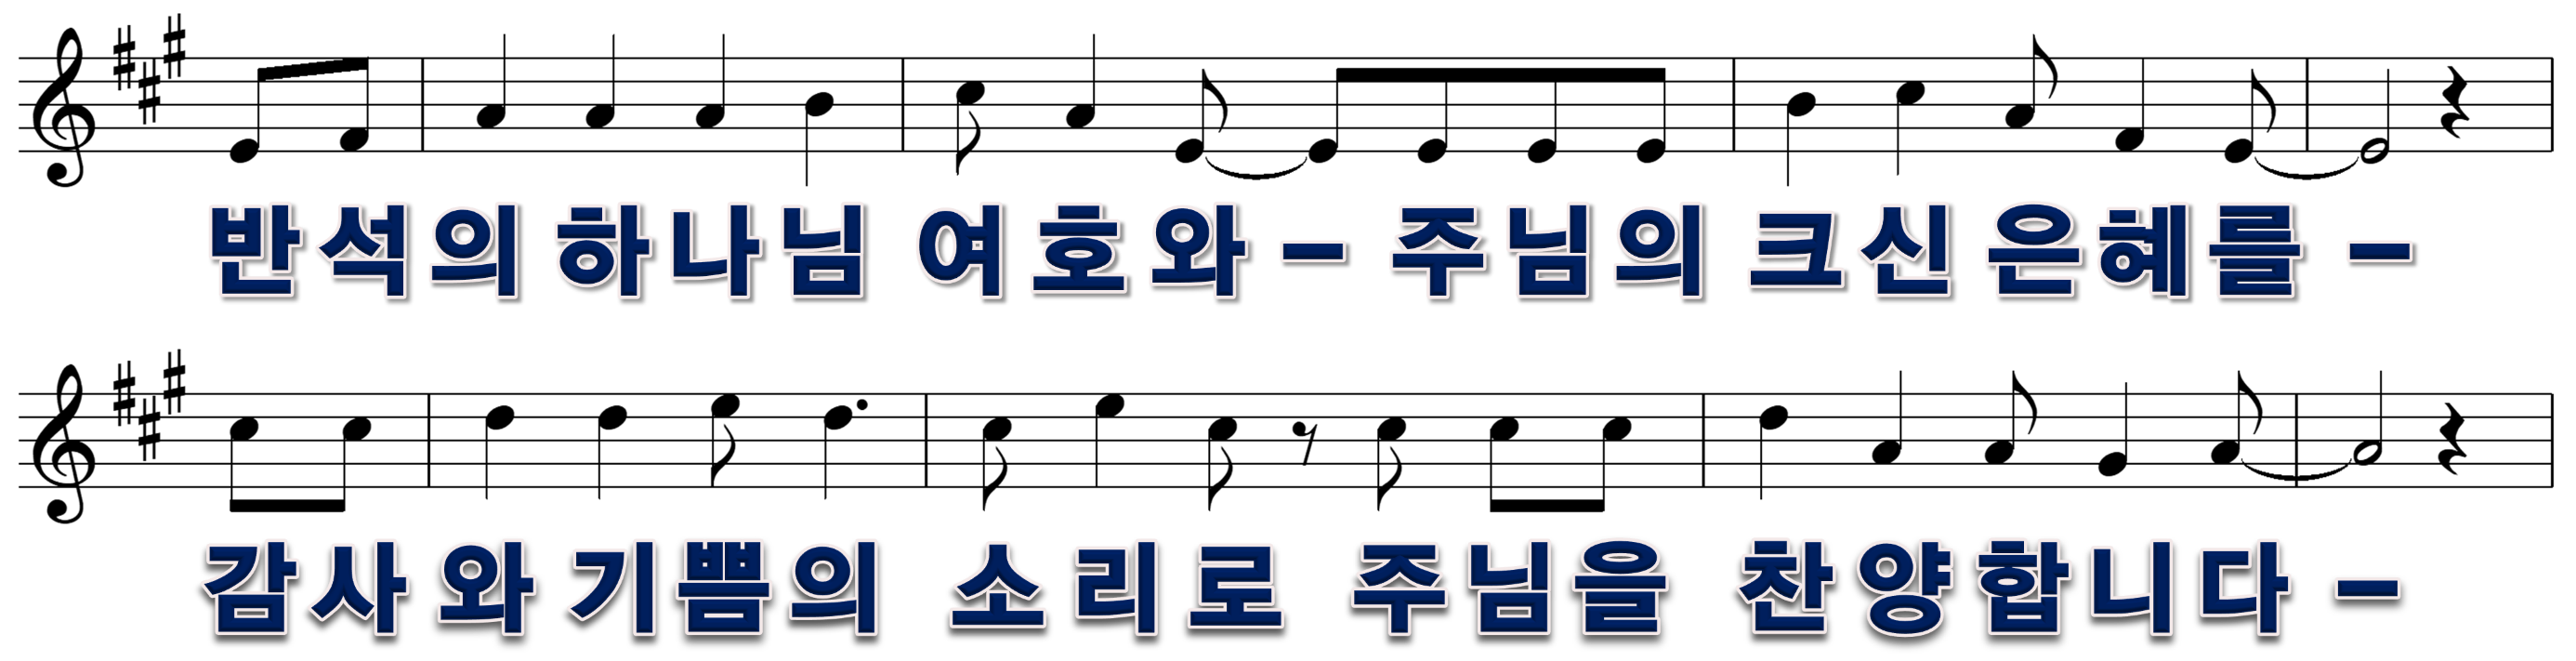 반석의 하나님 여호와 - 주님의 크신 은혜를 -
감사와 기쁨의 소리로 주님을 찬양합니다 -